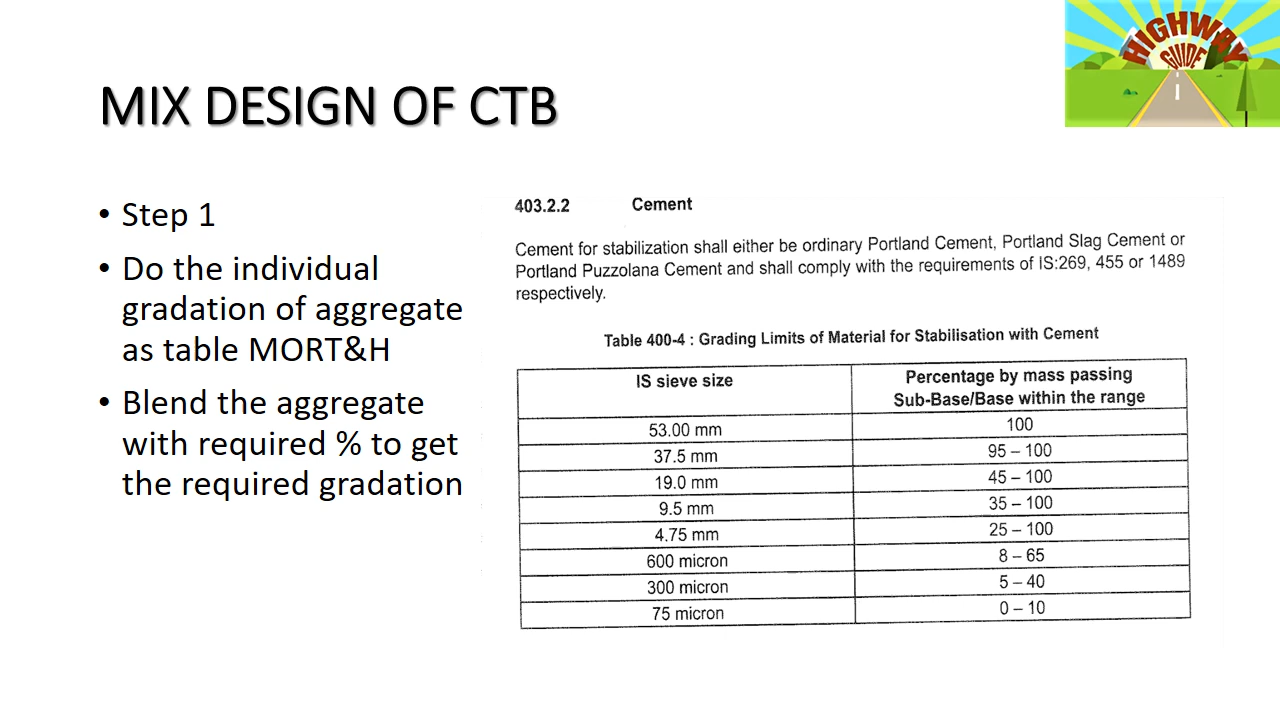 HIGHWAY
GUIDE
MIX DESIGN OF CTB
• Step 1
• Do the individual
gradation of aggregate
as table MORT&H
• Blend the aggregate
with required % to get
the required gradation
403.2.2 Cement
Cement for stabilization shall either be ordinary Portland Cement, Portland Slag Cement or
Portland Puzzolana Cement and shall comply with the requirements of IS:269, 455 or 1489
respectively.
Table 400-4 : Grading Limits of Material for Stabilisation with Cement
IS sieve size
Percentage by mass passing
Sub-Base/Base within the range
53.00 mm 100
37.5 mm 95 – 100
19.0 mm 45 – 100
9.5 mm 35 – 100
4.75 mm 25 – 100
600 micron 8 – 65
300 micron 5 – 40
75 micron 0 – 10